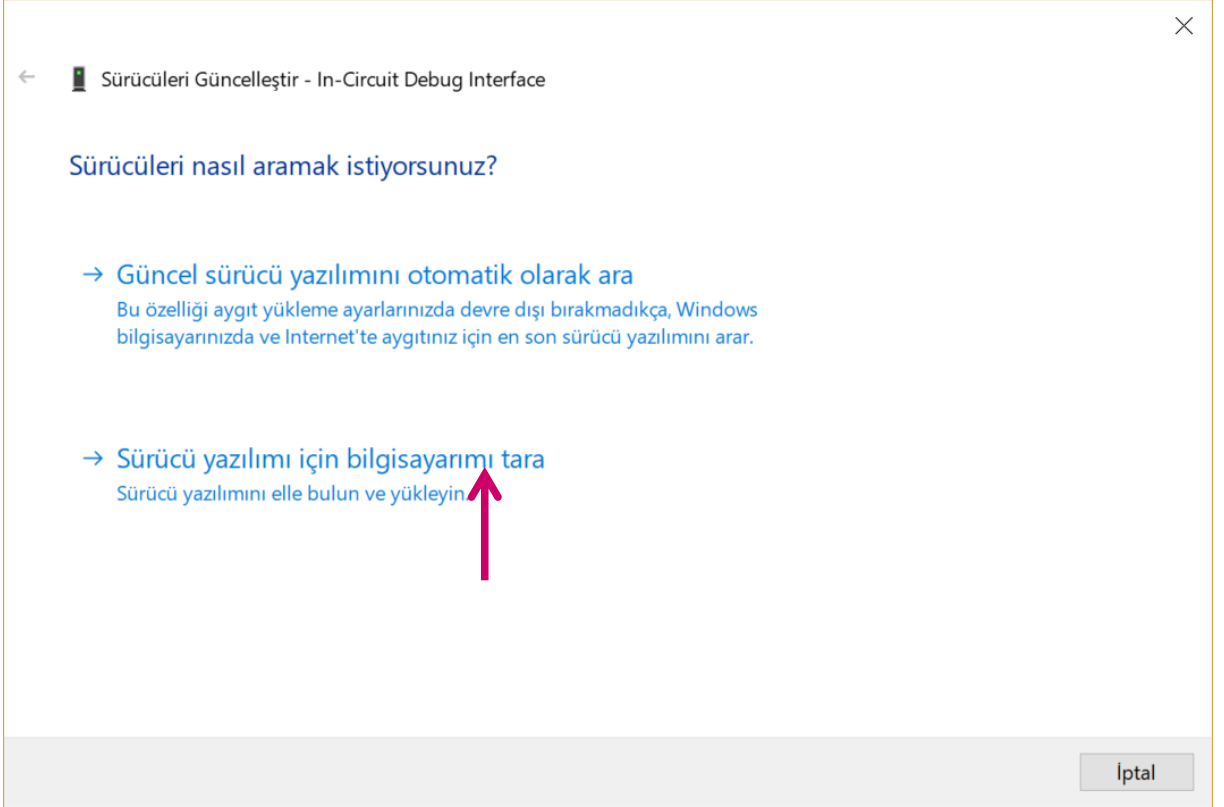 Sürücüleri Güncelleştir - In-Circuit Debug Interface
Sürücüleri nasıl aramak istiyorsunuz?
Güncel sürücü yazılımını otomatik olarak ara
Bu özelliği aygıt yükleme ayarlarınızda devre dışı bırakmadıkça, Windows
bilgisayarınızda ve Internet'te aygıtınız için en son sürücü yazılımını arar.
Sürücü yazılımı için bilgisayarımı tara
Sürücü yazılımını elle bulun ve yükleyin.
İptal